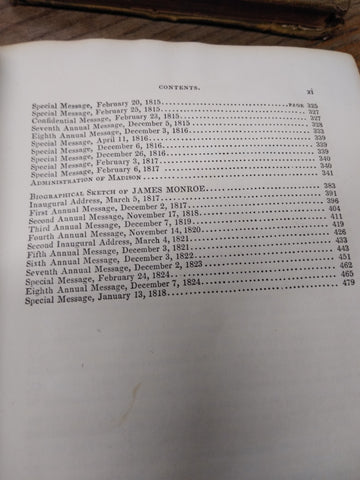 CONTENTS. xi
PAGE
Special Message, February 20, 1815 325
Special Message, February 25, 1815 327
Confidential Message, February 23, 1815 327
Seventh Annual Message, December 5, 1815 328
Eighth Annual Message, December 3, 1816 333
Special Message, April 11, 1816 339
Special Message, December 6, 1816 339
Special Message, December 26, 1816 339
Special Message, February 3, 1817 340
Special Message, February 6, 1817 340
ADMINISTRATION OF MADISON 341
BIOGRAPHICAL SKETCH OF JAMES MONROE 383
Inaugural Address, March 5, 1817 391
First Annual Message, December 2, 1817 396
Second Annual Message, November 17, 1818 404
Third Annual Message, December 7, 1819 411
Fourth Annual Message, November 14, 1820 419
Second Inaugural Address, March 4, 1821 426
Fifth Annual Message, December 3, 1821 433
Sixth Annual Message, December 3, 1822 443
Seventh Annual Message, December 2, 1823 451
Special Message, February 24, 1824 462
Eighth Annual Message, December 7, 1824 465
Special Message, January 13, 1818 479